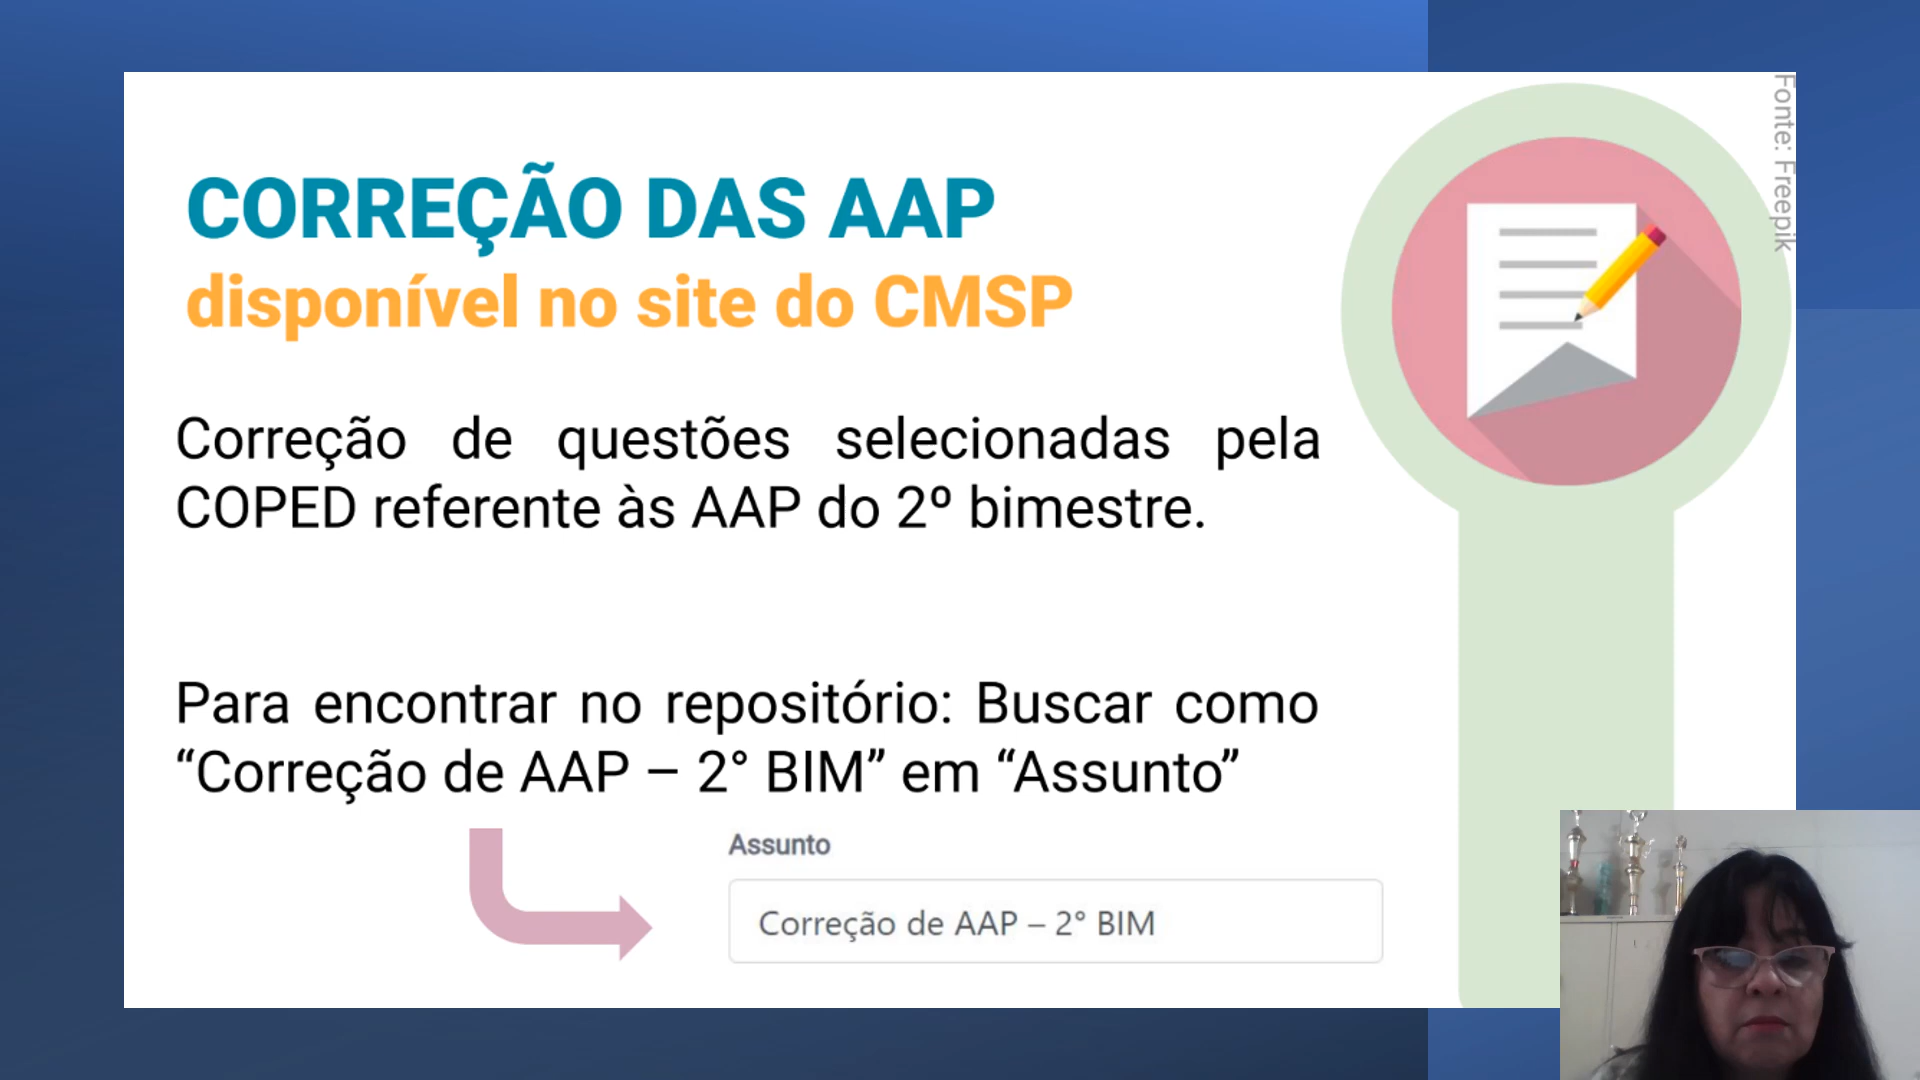 CORREÇÃO DAS AAP
disponível no site do CMSP
Correção de questões selecionadas pela
COPED referente às AAP do 2º bimestre.
Para encontrar no repositório: Buscar como
“Correção de AAP – 2° BIM” em “Assunto”
Assunto
Correção de AAP – 2° BIM
Fonte: Freepik